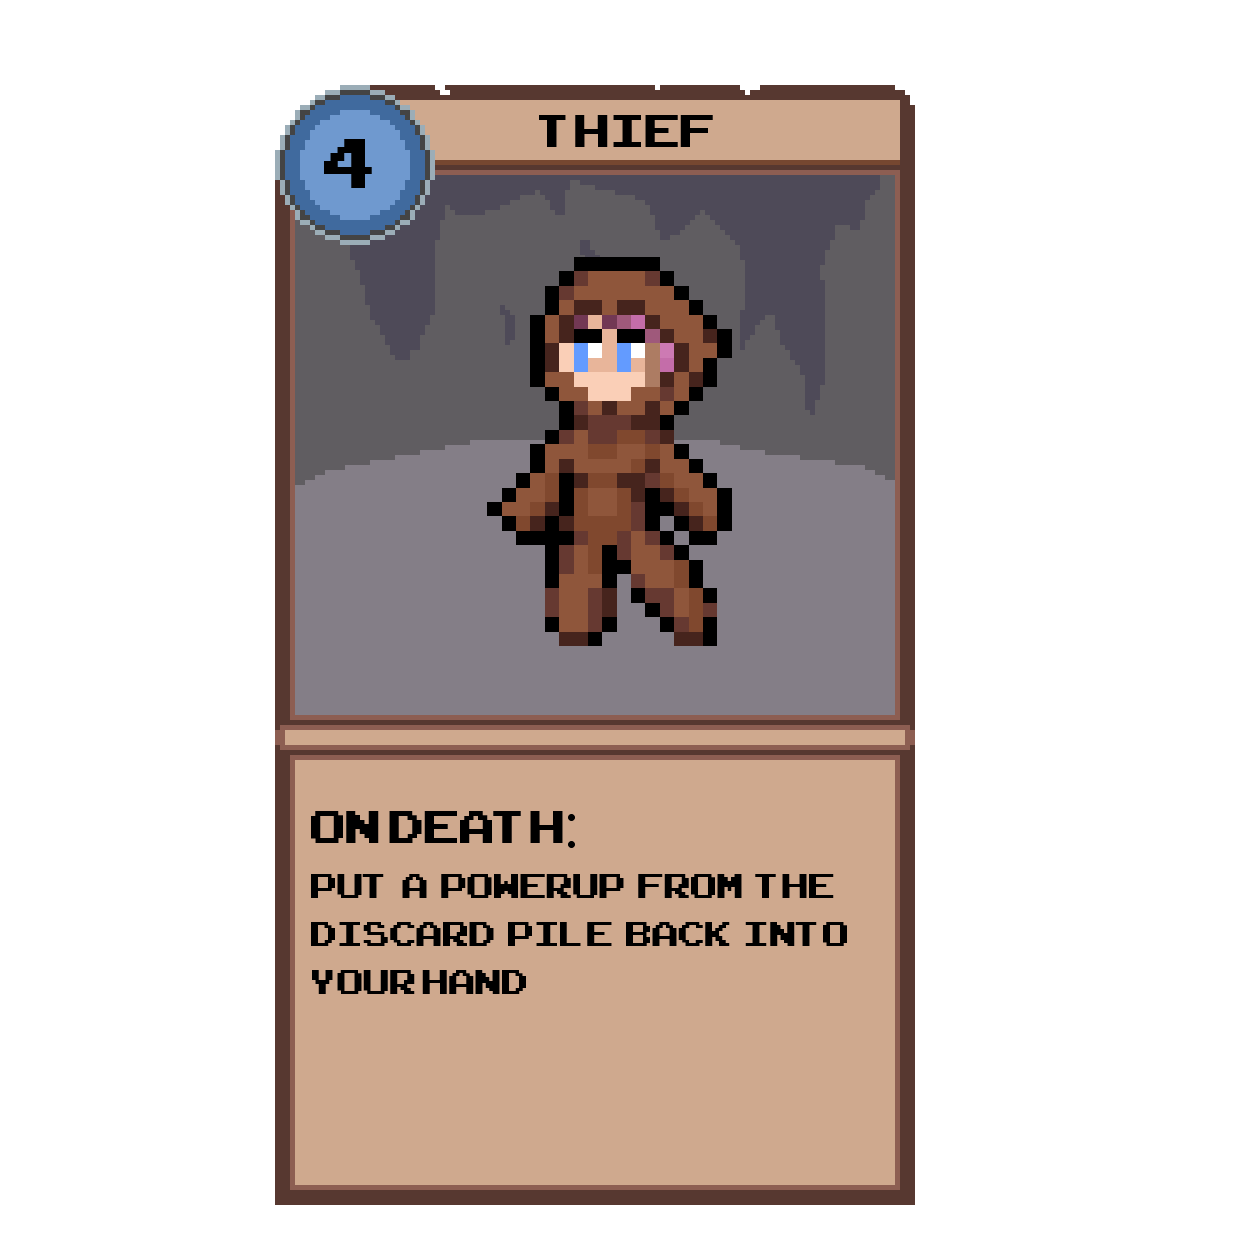 4
THIEF
ON DEATH:
PUT A POWERUP FROM THE
DISCARD PILE BACK INTO
YOUR HAND